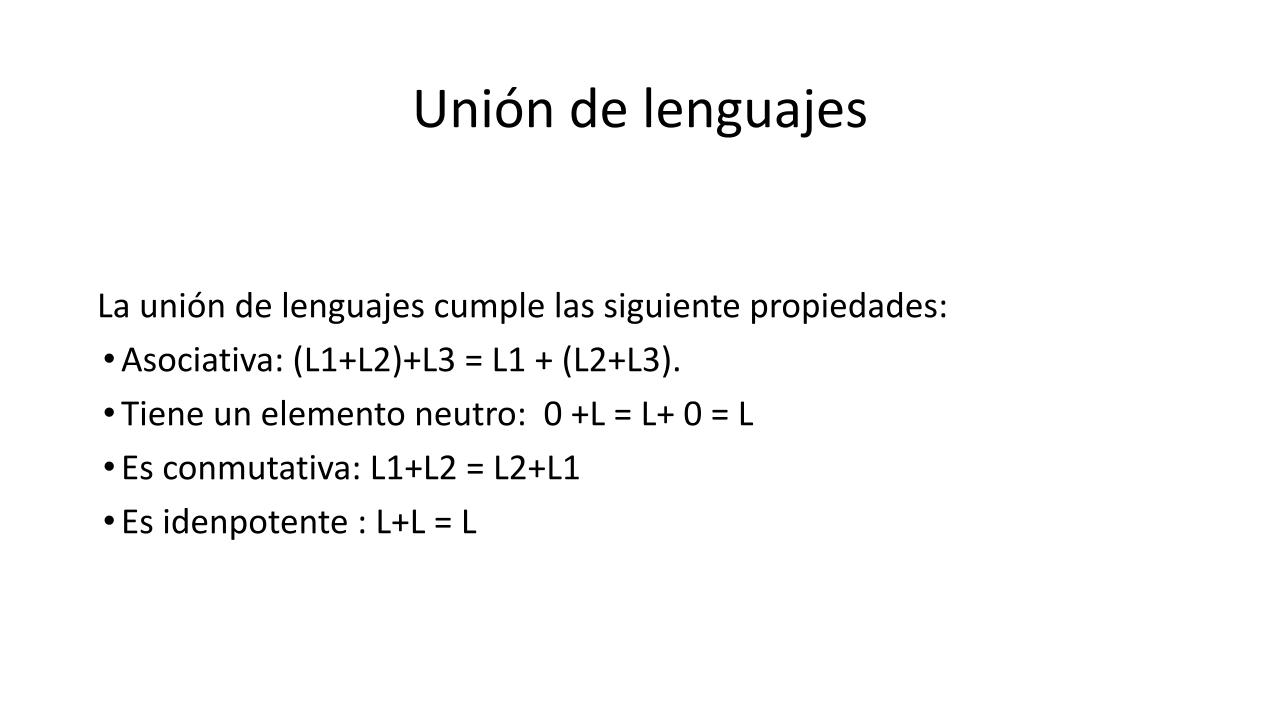 Unión de lenguajes
La unión de lenguajes cumple las siguiente propiedades:
• Asociativa: (L1+L2)+L3 = L1 + (L2+L3).
• Tiene un elemento neutro:  0 +L = L+ 0 = L
• Es conmutativa: L1+L2 = L2+L1
• Es idenpotente : L+L = L